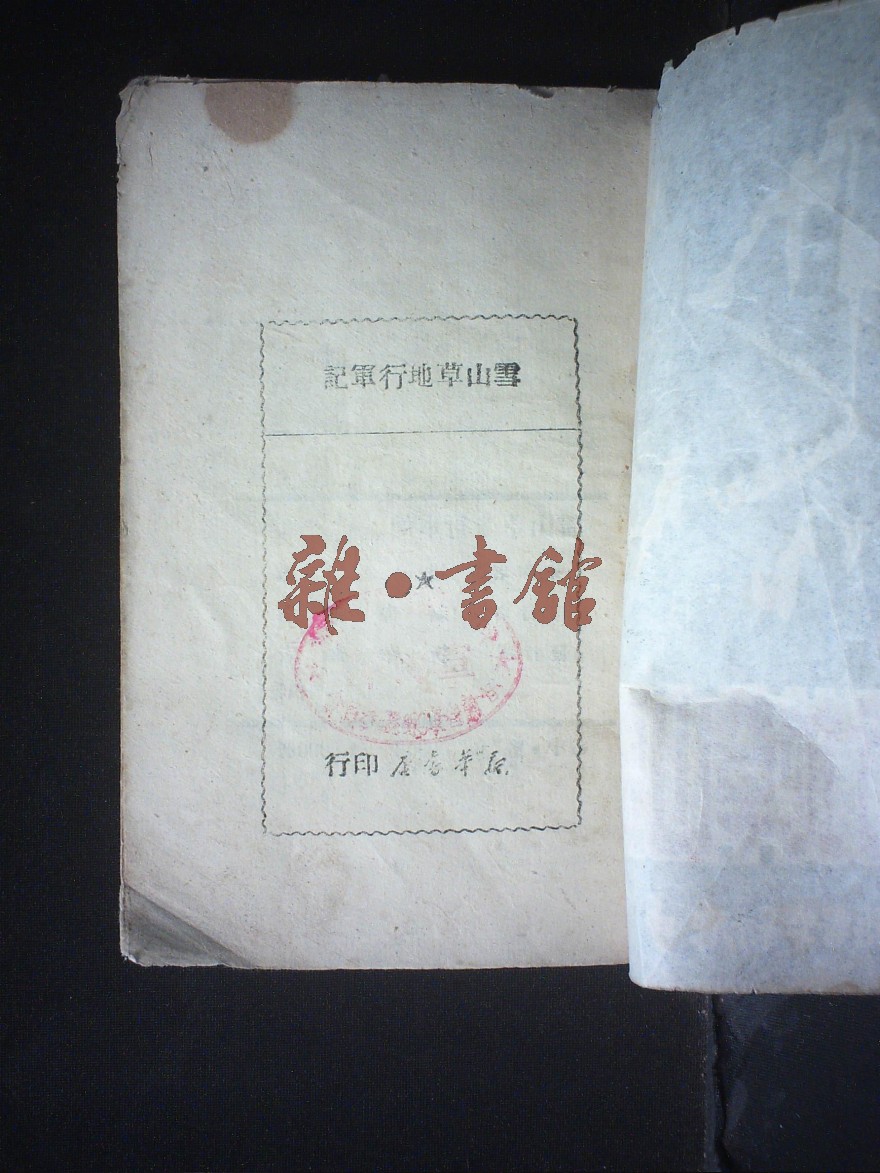 雪山草地行軍記
雜●書館
★
新華書店印行